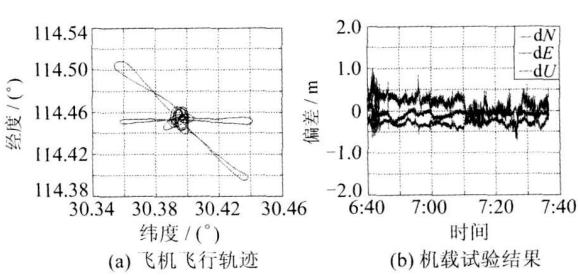 114.54
114.50
114.46
114.42
114.38
经度 / (°)
30.34 30.38 30.42 30.46
纬度 / (°)
(a) 飞机飞行轨迹
2.0
1.0
0
-1.0
-2.0
偏差 / m
dN
dE
dU
6:40 7:00 7:20 7:40
时间
(b) 机载试验结果